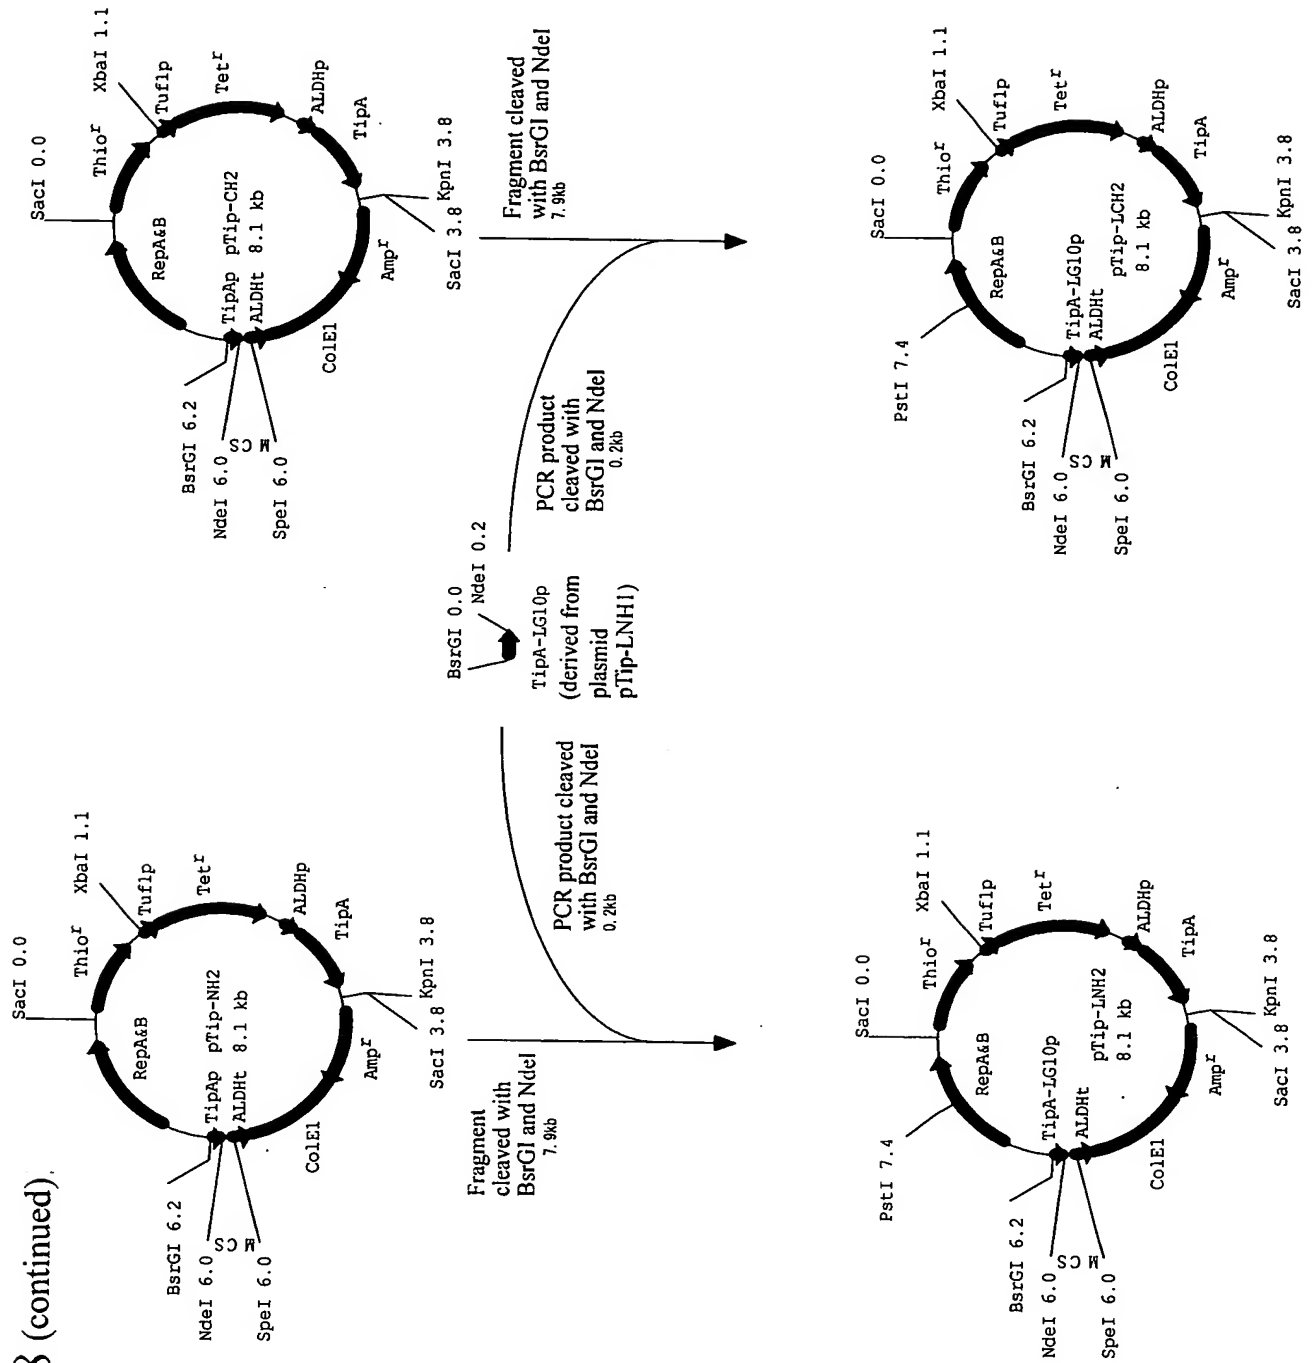 8 (continued)
SacI 0.0
Thio^r
XbaI 1.1
Tuf1p
Tet^r
ALDHp
TipA
KpnI 3.8
SacI 3.8
Amp^r
ColE1
RepA&B
TipAp pTip-NH2
ALDHt 8.1 kb
BsrGI 6.2
NdeI 6.0
MCS
SpeI 6.0
Fragment
cleaved with
BsrGI and NdeI
7.9kb
PCR product cleaved
with BsrGI and NdeI
0.2kb
BsrGI 0.0
NdeI 0.2
TipA-LG10p
(derived from
plasmid
pTip-LNH1)
SacI 0.0
Thio^r
XbaI 1.1
Tuf1p
Tet^r
ALDHp
TipA
KpnI 3.8
SacI 3.8
Amp^r
ColE1
RepA&B
TipAp pTip-CH2
ALDHt 8.1 kb
BsrGI 6.2
NdeI 6.0
MCS
SpeI 6.0
Fragment cleaved
with BsrGI and NdeI
7.9kb
PCR product
cleaved with
BsrGI and NdeI
0.2kb
SacI 0.0
Thio^r
XbaI 1.1
Tuf1p
Tet^r
ALDHp
TipA
KpnI 3.8
SacI 3.8
Amp^r
ColE1
RepA&B
PstI 7.4
TipA-LG10p
pTip-LNH2
ALDHt
8.1 kb
BsrGI 6.2
NdeI 6.0
MCS
SpeI 6.0
SacI 0.0
Thio^r
XbaI 1.1
Tuf1p
Tet^r
ALDHp
TipA
KpnI 3.8
SacI 3.8
Amp^r
ColE1
RepA&B
PstI 7.4
TipA-LG10p
pTip-LCH2
ALDHt
8.1 kb
BsrGI 6.2
NdeI 6.0
MCS
SpeI 6.0